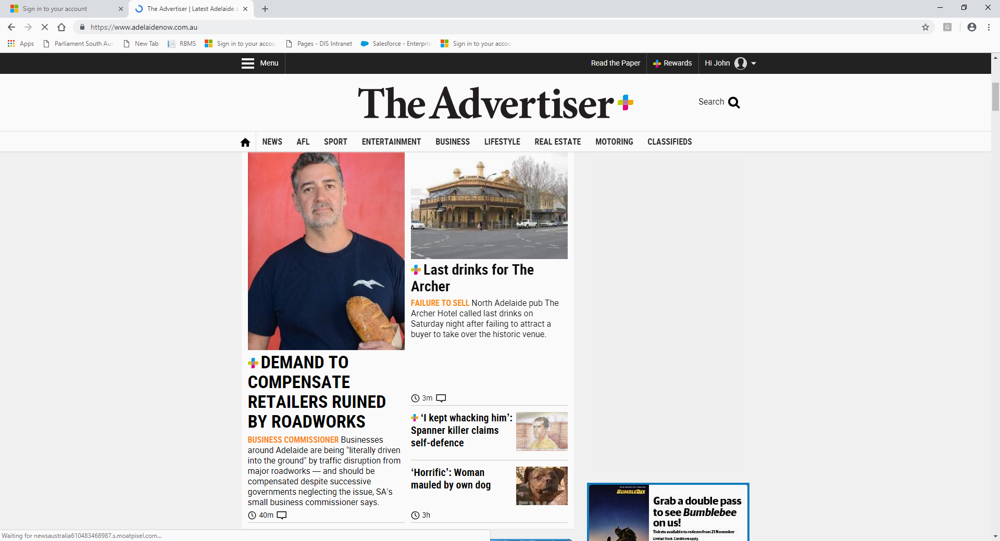 Sign in to your account
The Advertiser | Latest Adelaide a
https://www.adelaidenow.com.au
G
Apps
Parliament South Aus
New Tab
RBMS
Sign in to your accou
Pages - DIS Intranet
Salesforce - Enterpris
Sign in to your accou
Menu
Read the Paper
Rewards
Hi John
The Advertiser
Search
NEWS AFL SPORT ENTERTAINMENT BUSINESS LIFESTYLE REAL ESTATE MOTORING CLASSIFIEDS
DEMAND TO
COMPENSATE
RETAILERS RUINED
BY ROADWORKS
BUSINESS COMMISSIONER Businesses
around Adelaide are being “literally driven
into the ground” by traffic disruption from
major roadworks — and should be
compensated despite successive
governments neglecting the issue, SA’s
small business commissioner says.
40m
Last drinks for The
Archer
FAILURE TO SELL North Adelaide pub The
Archer Hotel called last drinks on
Saturday night after failing to attract a
buyer to take over the historic venue.
3m
‘I kept whacking him’:
Spanner killer claims
self-defence
‘Horrific’: Woman
mauled by own dog
3h
BUMBLEBEE
Grab a double pass
to see Bumblebee
on us!
Tickets available to redeem from 21 November
Limited Stock. Conditions apply.
Waiting for newsaustralia610483468987.s.moatpixel.com...